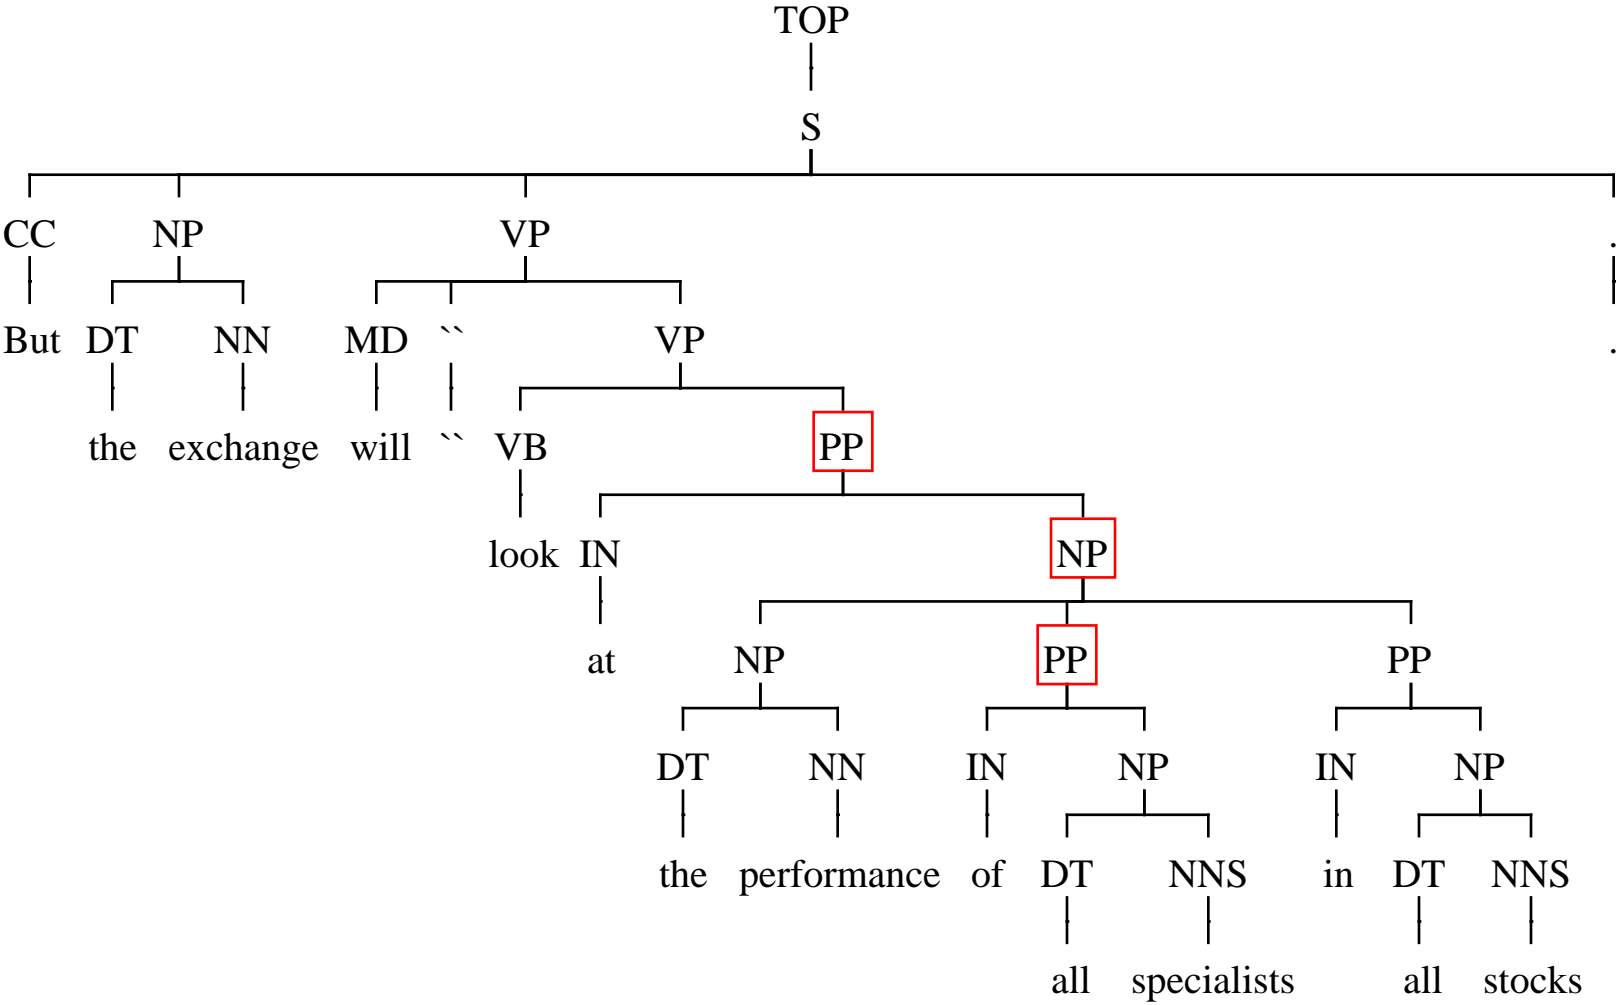 TOP
S
CC NP VP .
But DT NN MD `` VP .
the exchange will `` VB PP
look IN NP
at NP PP PP
DT NN IN NP IN NP
the performance of DT NNS in DT NNS
all specialists all stocks